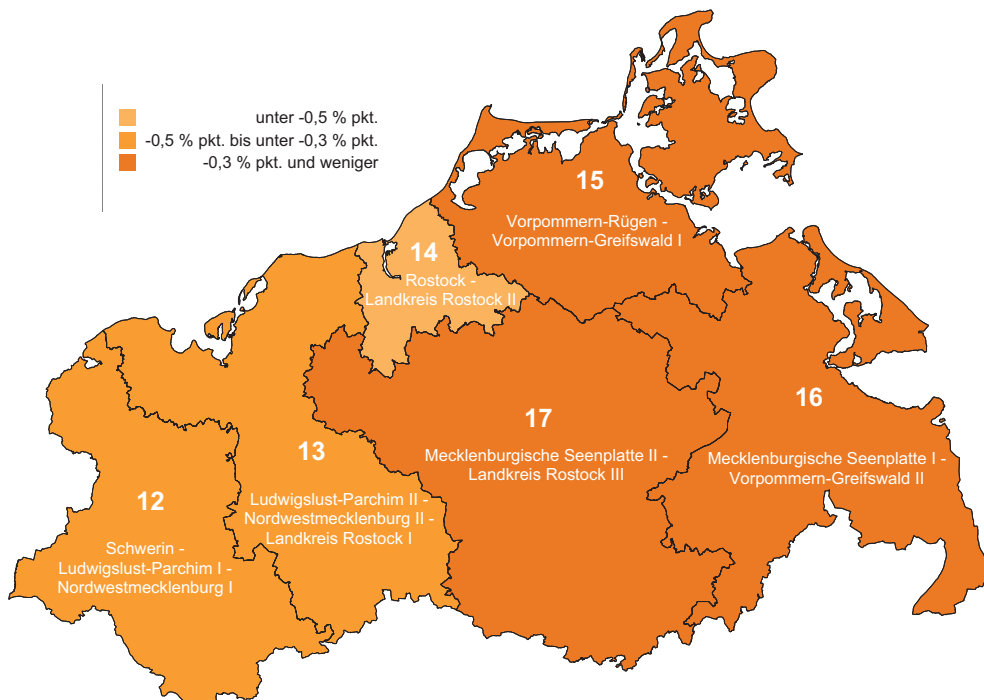 unter -0,5 % pkt.
-0,5 % pkt. bis unter -0,3 % pkt.
-0,3 % pkt. und weniger
15
Vorpommern-Rügen -
Vorpommern-Greifswald I
14
Rostock -
Landkreis Rostock II
16
Mecklenburgische Seenplatte I -
Vorpommern-Greifswald II
17
Mecklenburgische Seenplatte II -
Landkreis Rostock III
13
Ludwigslust-Parchim II -
Nordwestmecklenburg II -
Landkreis Rostock I
12
Schwerin -
Ludwigslust-Parchim I -
Nordwestmecklenburg I